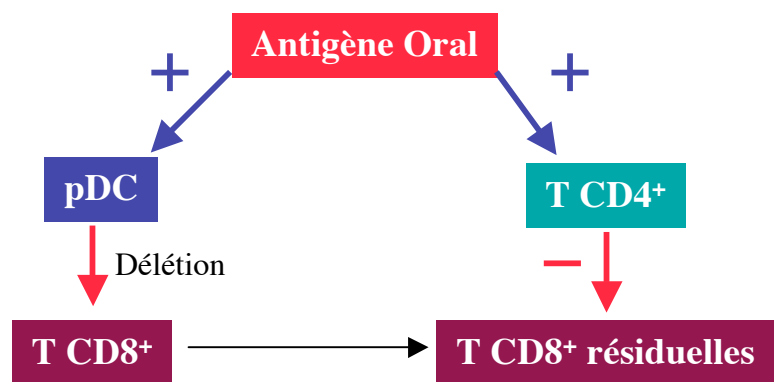 Antigène Oral
+ +
pDC T CD4⁺
Délétion −
T CD8⁺ T CD8⁺ résiduelles